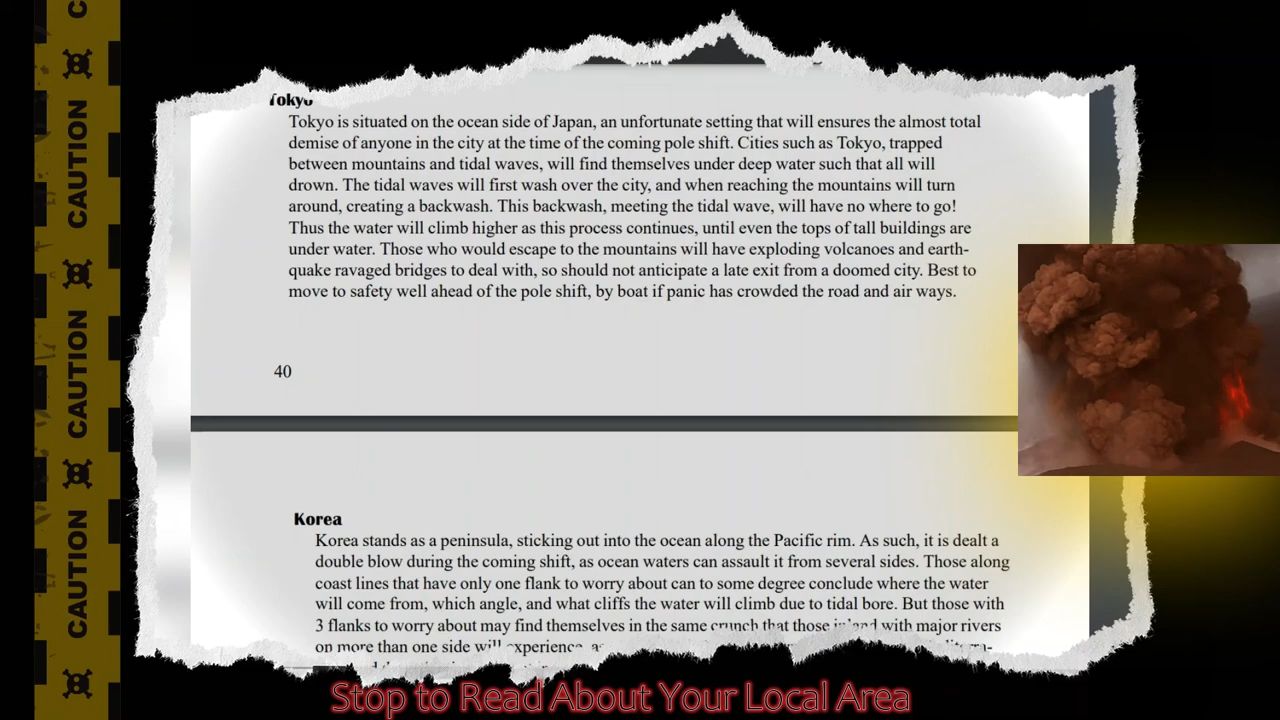 CAUTION
CAUTION
CAUTION
Tokyo
Tokyo is situated on the ocean side of Japan, an unfortunate setting that will ensures the almost total
demise of anyone in the city at the time of the coming pole shift. Cities such as Tokyo, trapped
between mountains and tidal waves, will find themselves under deep water such that all will
drown. The tidal waves will first wash over the city, and when reaching the mountains will turn
around, creating a backwash. This backwash, meeting the tidal wave, will have no where to go!
Thus the water will climb higher as this process continues, until even the tops of tall buildings are
under water. Those who would escape to the mountains will have exploding volcanoes and earth-
quake ravaged bridges to deal with, so should not anticipate a late exit from a doomed city. Best to
move to safety well ahead of the pole shift, by boat if panic has crowded the road and air ways.
40
Korea
Korea stands as a peninsula, sticking out into the ocean along the Pacific rim. As such, it is dealt a
double blow during the coming shift, as ocean waters can assault it from several sides. Those along
coast lines that have only one flank to worry about can to some degree conclude where the water
will come from, which angle, and what cliffs the water will climb due to tidal bore. But those with
3 flanks to worry about may find themselves in the same crunch that those inland with major rivers
on more than one side will experience,
Stop to Read About Your Local Area